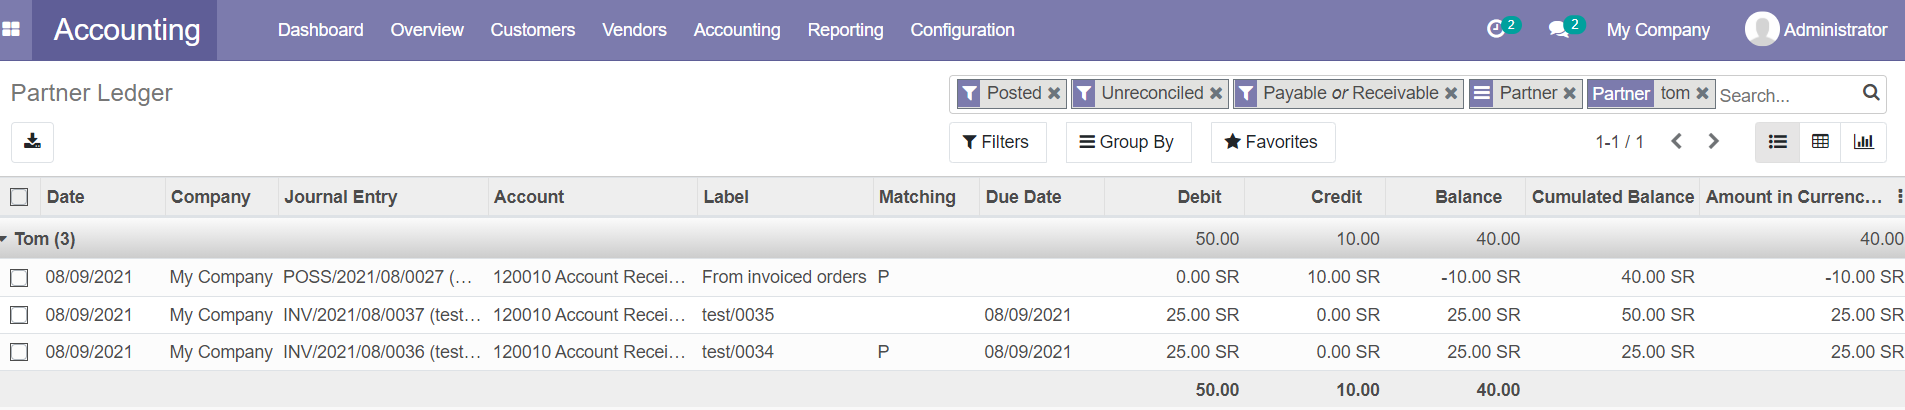 Accounting Dashboard Overview Customers Vendors Accounting Reporting Configuration 2 2 My Company Administrator
Partner Ledger Posted Unreconciled Payable or Receivable Partner Partner tom Search...
Filters Group By Favorites 1-1 / 1
Date Company Journal Entry Account Label Matching Due Date Debit Credit Balance Cumulated Balance Amount in Currenc...
Tom (3) 50.00 10.00 40.00 40.00
08/09/2021 My Company POSS/2021/08/0027 (... 120010 Account Recei... From invoiced orders P 0.00 SR 10.00 SR -10.00 SR 40.00 SR -10.00 SR
08/09/2021 My Company INV/2021/08/0037 (test... 120010 Account Recei... test/0035 08/09/2021 25.00 SR 0.00 SR 25.00 SR 50.00 SR 25.00 SR
08/09/2021 My Company INV/2021/08/0036 (test... 120010 Account Recei... test/0034 P 08/09/2021 25.00 SR 0.00 SR 25.00 SR 25.00 SR 25.00 SR
50.00 10.00 40.00